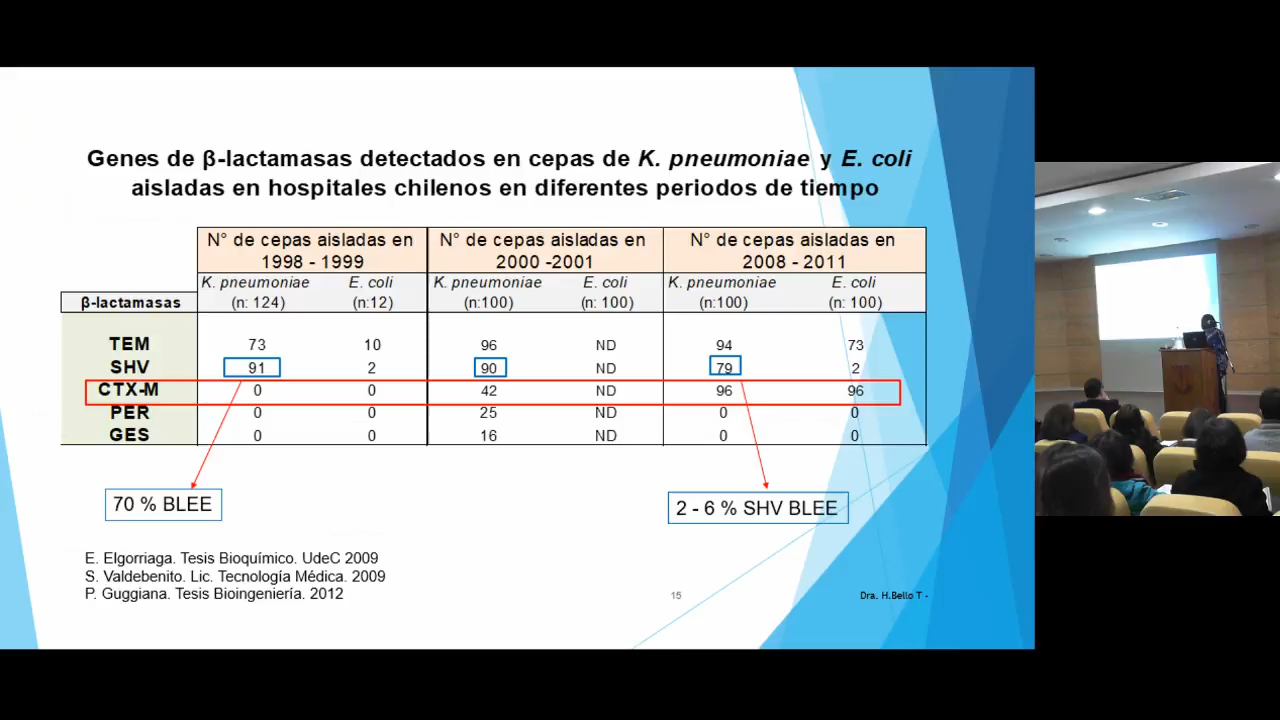 Genes de β-lactamasas detectados en cepas de K. pneumoniae y E. coli
aisladas en hospitales chilenos en diferentes periodos de tiempo
N° de cepas aisladas en 1998 - 1999
N° de cepas aisladas en 2000 -2001
N° de cepas aisladas en 2008 - 2011
β-lactamasas
K. pneumoniae (n: 124)
E. coli (n:12)
K. pneumoniae (n:100)
E. coli (n: 100)
K. pneumoniae (n:100)
E. coli (n: 100)
TEM 73 10 96 ND 94 73
SHV 91 2 90 ND 79 2
CTX-M 0 0 42 ND 96 96
PER 0 0 25 ND 0 0
GES 0 0 16 ND 0 0
70 % BLEE
2 - 6 % SHV BLEE
E. Elgorriaga. Tesis Bioquímico. UdeC 2009
S. Valdebenito. Lic. Tecnología Médica. 2009
P. Guggiana. Tesis Bioingeniería. 2012
15
Dra. H.Bello T -